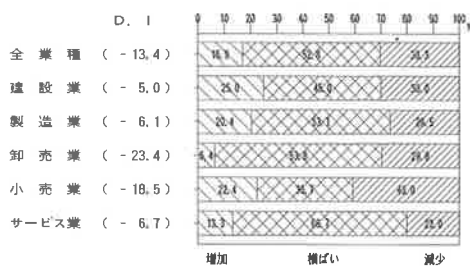 D. I
0 10 20 30 40 50 60 70 80 90 100 %
全業種 (-13.4) 16.9 52.8 30.3
建設業 (-5.0) 25.0 45.0 30.0
製造業 (-6.1) 20.4 53.1 26.5
卸売業 (-23.4) 6.4 63.8 29.8
小売業 (-18.5) 22.4 36.7
サービス業 (-6.7) 13.3 66.7 20.0
増加 横ばい 減少